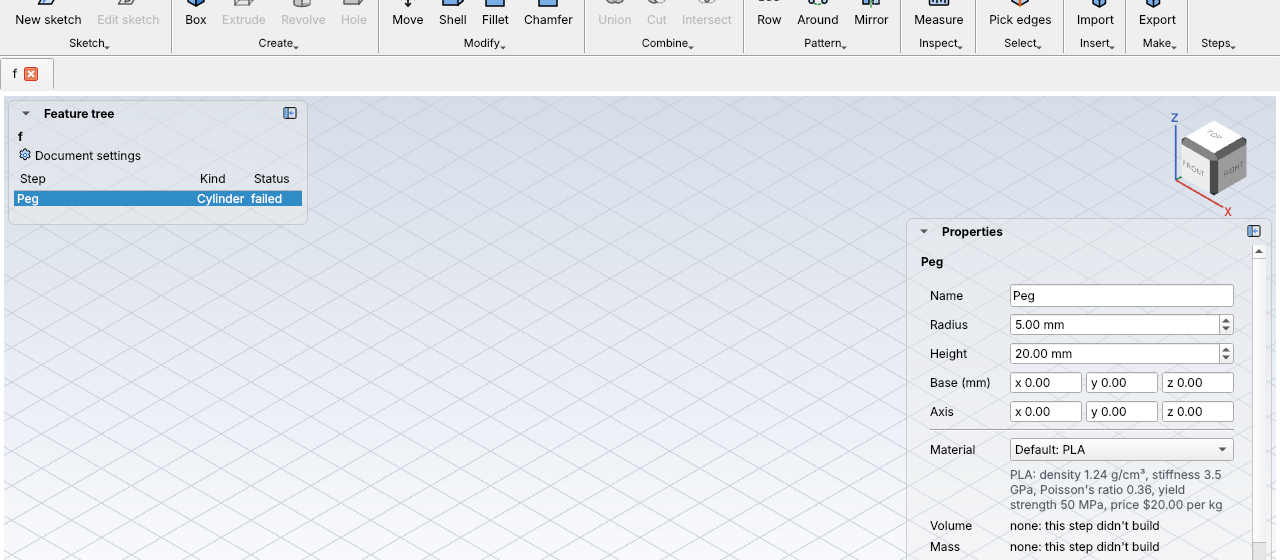 New sketch Edit sketch Box Extrude Revolve Hole Move Shell Fillet Chamfer Union Cut Intersect Row Around Mirror Measure Pick edges Import Export
Sketch Create Modify Combine Pattern Inspect Select Insert Make Steps
f
Feature tree
f
Document settings
Step Kind Status
Peg Cylinder failed
Z
TOP
FRONT RIGHT
X
Properties
Peg
Name Peg
Radius 5.00 mm
Height 20.00 mm
Base (mm) x 0.00 y 0.00 z 0.00
Axis x 0.00 y 0.00 z 0.00
Material Default: PLA
PLA: density 1.24 g/cm³, stiffness 3.5
GPa, Poisson's ratio 0.36, yield
strength 50 MPa, price $20.00 per kg
Volume none: this step didn't build
Mass none: this step didn't build